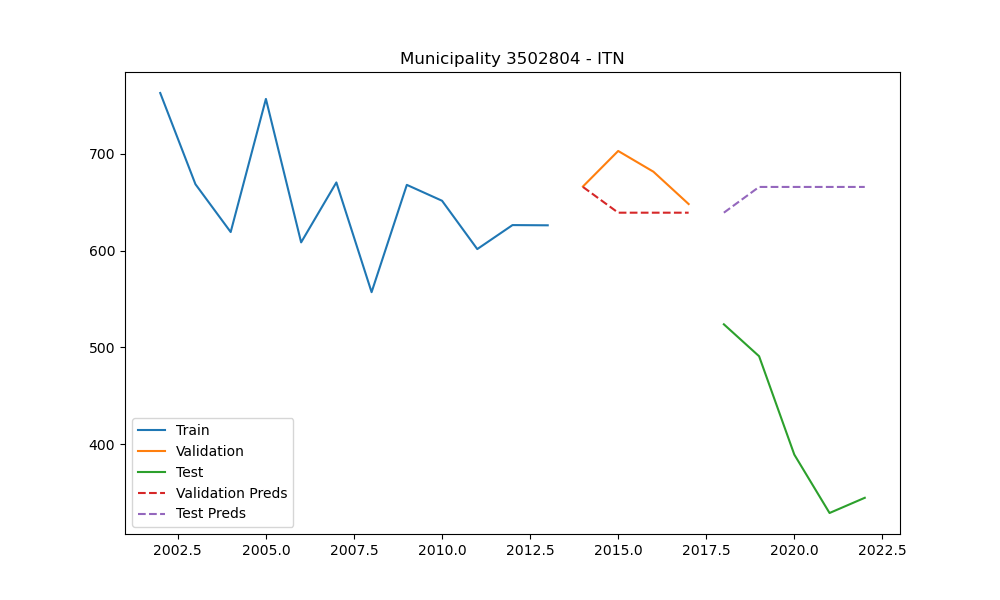 Municipality 3502804 - ITN
700
600
500
400
Train
Validation
Test
Validation Preds
Test Preds
2002.5 2005.0 2007.5 2010.0 2012.5 2015.0 2017.5 2020.0 2022.5